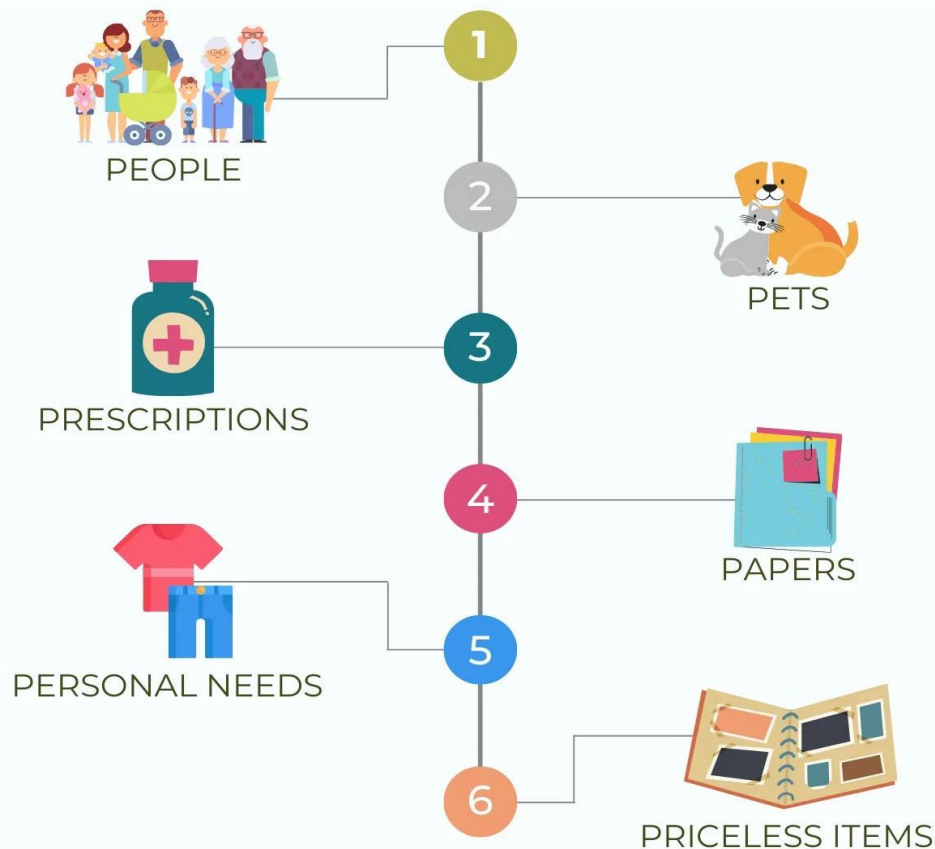 1
PEOPLE
2
PETS
3
PRESCRIPTIONS
4
PAPERS
5
PERSONAL NEEDS
6
PRICELESS ITEMS